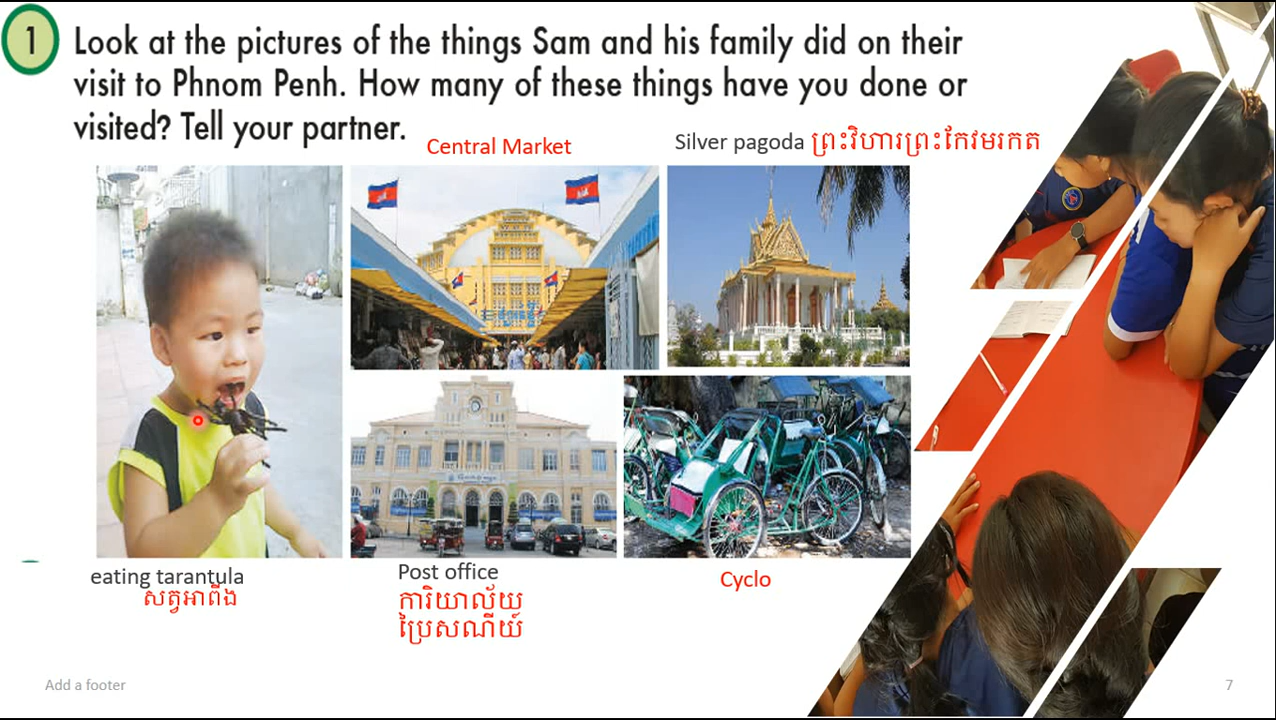 1
Look at the pictures of the things Sam and his family did on their
visit to Phnom Penh. How many of these things have you done or
visited? Tell your partner.
Central Market
Silver pagoda ព្រះវិហារព្រះកែវមរកត
eating tarantula
សត្វអាពីង
Post office
ការិយាល័យ
ប្រៃសណីយ៍
Cyclo
Add a footer
7